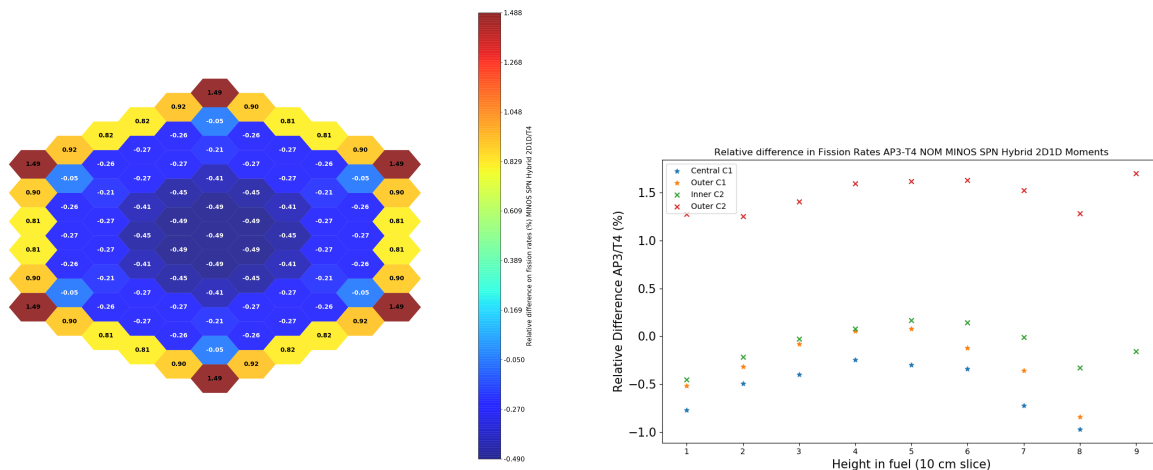 1.49
0.92 0.90
0.82 -0.05 0.81
0.82 -0.26 -0.26 0.81
0.92 -0.26 -0.21 -0.26 0.92
1.49 -0.26 -0.27 -0.27 -0.26 1.49
-0.05 -0.27 -0.41 -0.27 -0.05
0.90 -0.21 -0.45 -0.45 -0.21 0.90
-0.26 -0.45 -0.49 -0.45 -0.26
0.81 -0.27 -0.49 -0.49 -0.27 0.81
-0.27 -0.41 -0.49 -0.41 -0.27
0.81 -0.27 -0.49 -0.49 -0.27 0.81
-0.26 -0.45 -0.49 -0.45 -0.26
0.90 -0.21 -0.45 -0.45 -0.21 0.90
-0.05 -0.27 -0.41 -0.27 -0.05
1.49 -0.26 -0.27 -0.27 -0.26 1.49
0.90 -0.26 -0.21 -0.26 0.92
0.81 -0.26 -0.26 0.82
0.81 -0.05 0.82
0.90 0.92
1.49
1.488
1.268
1.048
0.829
0.609
0.389
0.169
-0.050
-0.270
-0.490
Relative difference on fission rates (%) MINOS SPN Hybrid 2D1D/T4
Relative difference in Fission Rates AP3-T4 NOM MINOS SPN Hybrid 2D1D Moments
Central C1
Outer C1
Inner C2
Outer C2
1.5
1.0
0.5
0.0
−0.5
−1.0
Relative Difference AP3/T4 (%)
1 2 3 4 5 6 7 8 9
Height in fuel (10 cm slice)